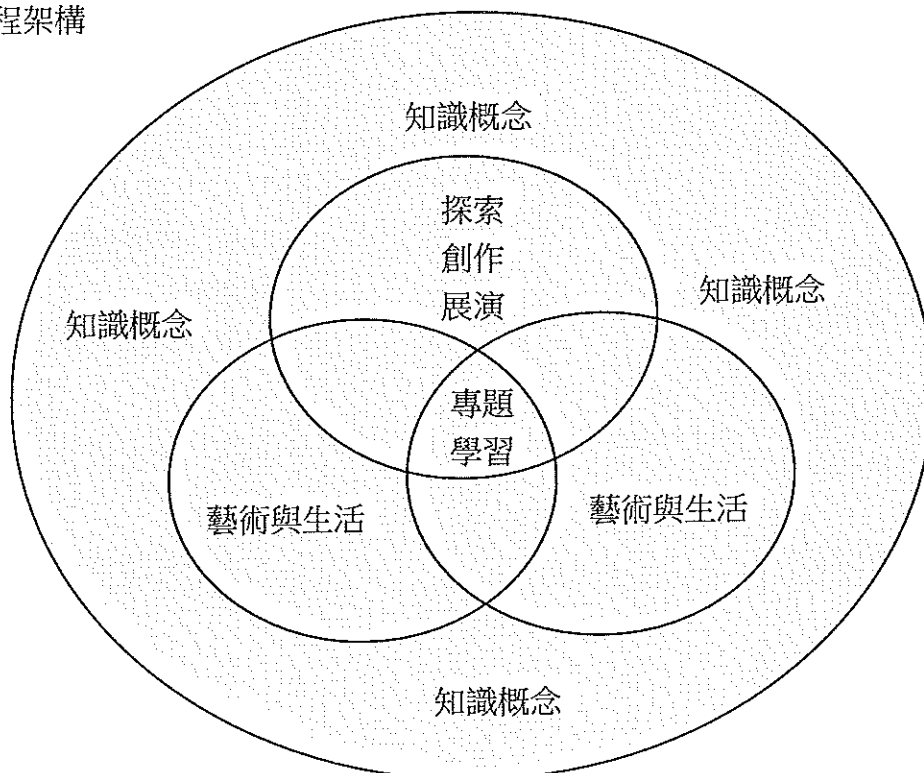 程架構
知識概念
探索
創作
展演
知識概念
知識概念
專題
學習
藝術與生活
藝術與生活
知識概念